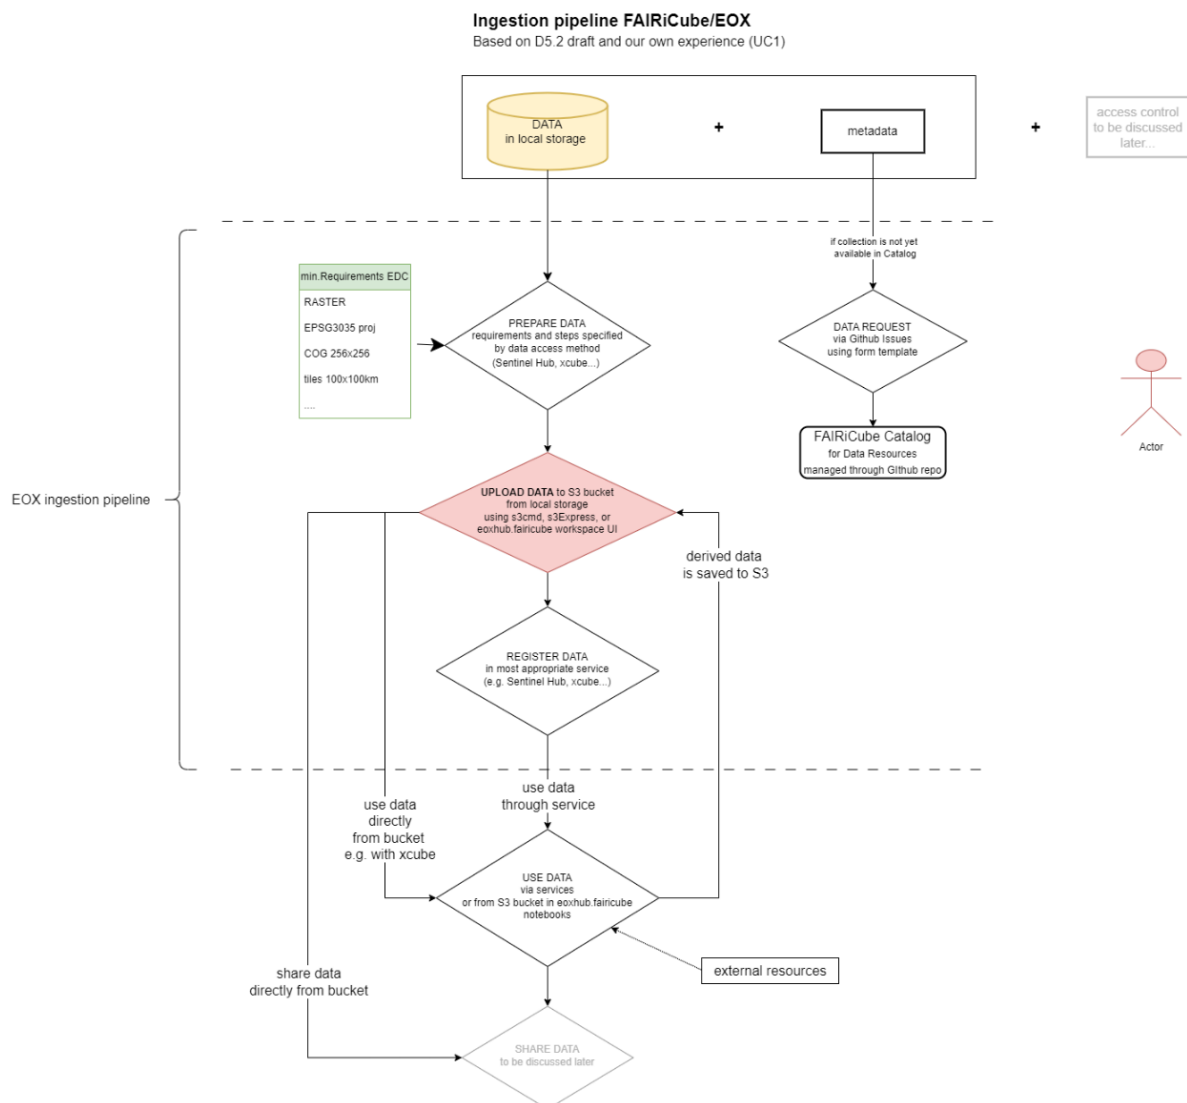 Ingestion pipeline FAIRiCube/EOX
Based on D5.2 draft and our own experience (UC1)
DATA
in local storage
+
metadata
+
access control
to be discussed
later...
if collection is not yet
available in Catalog
min.Requirements EDC
RASTER
EPSG3035 proj
COG 256x256
tiles 100x100km
....
PREPARE DATA
requirements and steps specified
by data access method
(Sentinel Hub, xcube...)
DATA REQUEST
via Github Issues
using form template
FAIRiCube Catalog
for Data Resources
managed through GIthub repo
Actor
EOX ingestion pipeline
UPLOAD DATA to S3 bucket
from local storage
using s3cmd, s3Express, or
eoxhub.fairicube workspace UI
derived data
is saved to S3
REGISTER DATA
in most appropriate service
(e.g. Sentinel Hub, xcube...)
use data
directly
from bucket
e.g. with xcube
use data
through service
USE DATA
via services
or from S3 bucket in eoxhub.fairicube
notebooks
external resources
share data
directly from bucket
SHARE DATA
to be discussed later